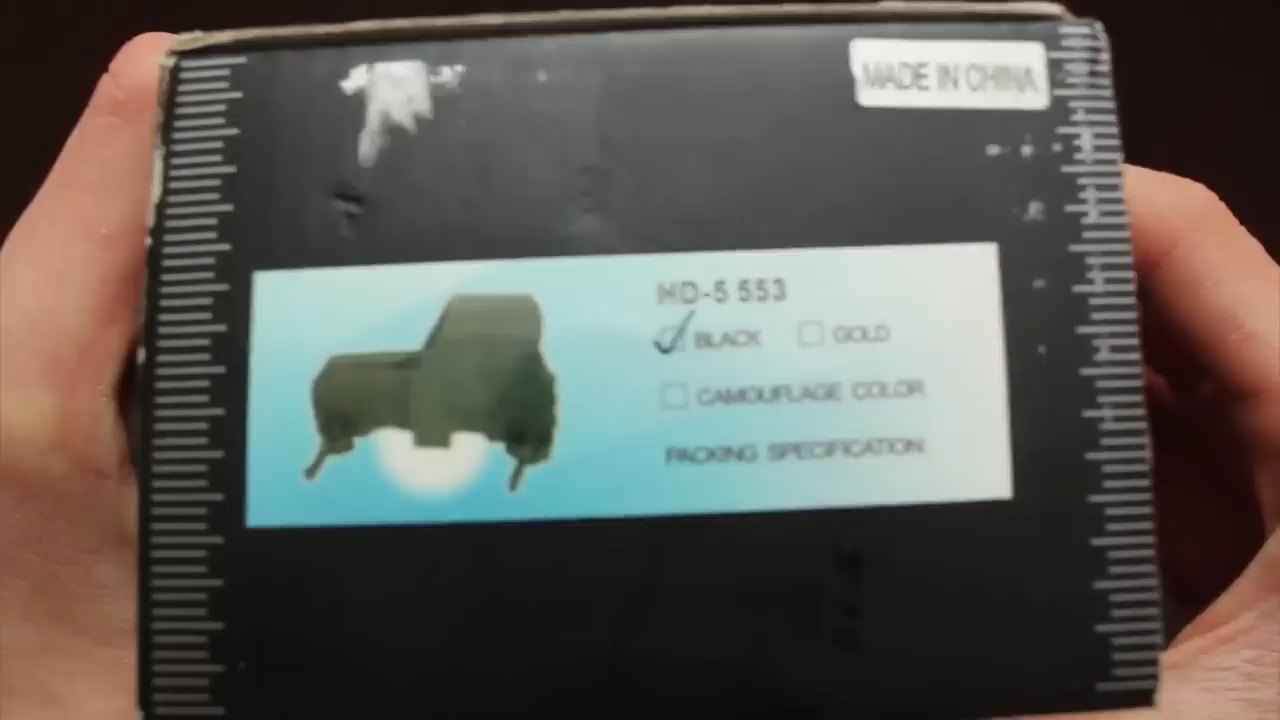 MADE IN CHINA
HD-5 553
BLACK GOLD
CAMOUFLAGE COLOR
PACKING SPECIFICATION